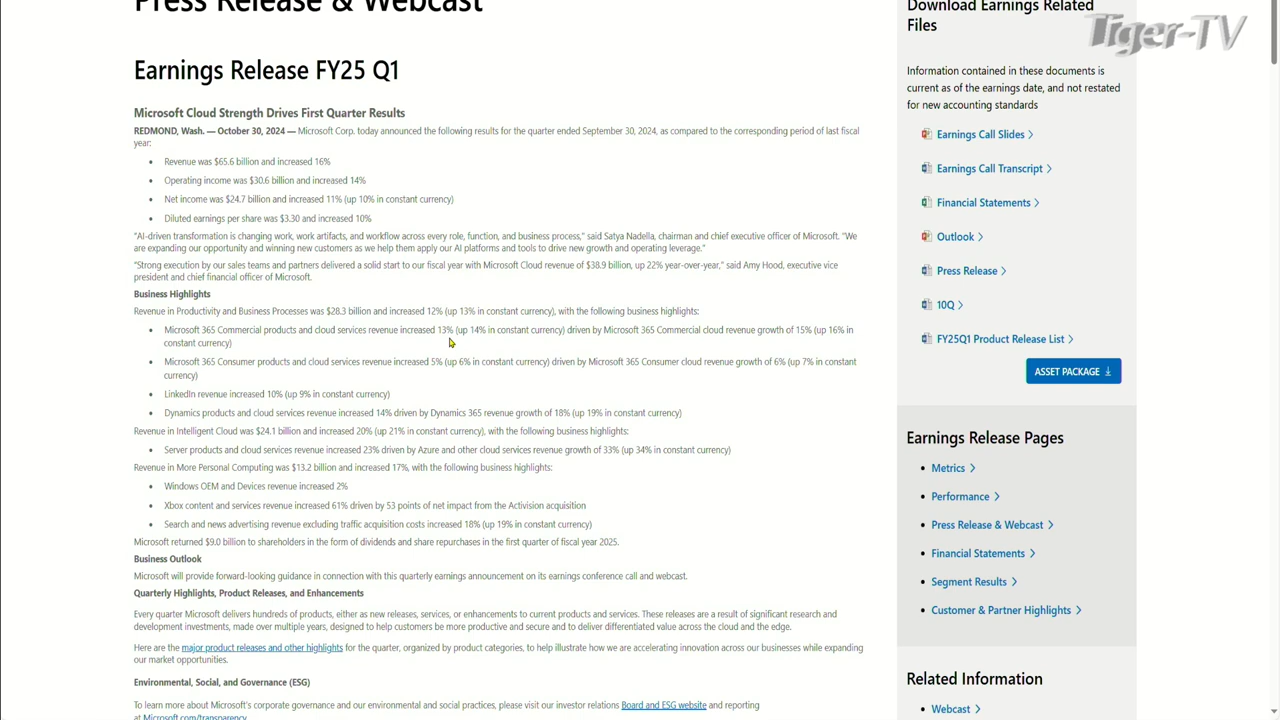 Press Release & Webcast
Earnings Release FY25 Q1
Microsoft Cloud Strength Drives First Quarter Results
REDMOND, Wash. — October 30, 2024 — Microsoft Corp. today announced the following results for the quarter ended September 30, 2024, as compared to the corresponding period of last fiscal
year:
• Revenue was $65.6 billion and increased 16%
• Operating income was $30.6 billion and increased 14%
• Net income was $24.7 billion and increased 11% (up 10% in constant currency)
• Diluted earnings per share was $3.30 and increased 10%
"AI-driven transformation is changing work, work artifacts, and workflow across every role, function, and business process," said Satya Nadella, chairman and chief executive officer of Microsoft. "We
are expanding our opportunity and winning new customers as we help them apply our AI platforms and tools to drive new growth and operating leverage."
"Strong execution by our sales teams and partners delivered a solid start to our fiscal year with Microsoft Cloud revenue of $38.9 billion, up 22% year-over-year," said Amy Hood, executive vice
president and chief financial officer of Microsoft.
Business Highlights
Revenue in Productivity and Business Processes was $28.3 billion and increased 12% (up 13% in constant currency), with the following business highlights:
• Microsoft 365 Commercial products and cloud services revenue increased 13% (up 14% in constant currency) driven by Microsoft 365 Commercial cloud revenue growth of 15% (up 16% in
constant currency)
• Microsoft 365 Consumer products and cloud services revenue increased 5% (up 6% in constant currency) driven by Microsoft 365 Consumer cloud revenue growth of 6% (up 7% in constant
currency)
• LinkedIn revenue increased 10% (up 9% in constant currency)
• Dynamics products and cloud services revenue increased 14% driven by Dynamics 365 revenue growth of 18% (up 19% in constant currency)
Revenue in Intelligent Cloud was $24.1 billion and increased 20% (up 21% in constant currency), with the following business highlights:
• Server products and cloud services revenue increased 23% driven by Azure and other cloud services revenue growth of 33% (up 34% in constant currency)
Revenue in More Personal Computing was $13.2 billion and increased 17%, with the following business highlights:
• Windows OEM and Devices revenue increased 2%
• Xbox content and services revenue increased 61% driven by 53 points of net impact from the Activision acquisition
• Search and news advertising revenue excluding traffic acquisition costs increased 18% (up 19% in constant currency)
Microsoft returned $9.0 billion to shareholders in the form of dividends and share repurchases in the first quarter of fiscal year 2025.
Business Outlook
Microsoft will provide forward-looking guidance in connection with this quarterly earnings announcement on its earnings conference call and webcast.
Quarterly Highlights, Product Releases, and Enhancements
Every quarter Microsoft delivers hundreds of products, either as new releases, services, or enhancements to current products and services. These releases are a result of significant research and
development investments, made over multiple years, designed to help customers be more productive and secure and to deliver differentiated value across the cloud and the edge.
Here are the major product releases and other highlights for the quarter, organized by product categories, to help illustrate how we are accelerating innovation across our businesses while expanding
our market opportunities.
Environmental, Social, and Governance (ESG)
To learn more about Microsoft's corporate governance and our environmental and social practices, please visit our investor relations Board and ESG website and reporting
at Microsoft.com/transparency
Download Earnings Related
Files
Tiger-TV
Information contained in these documents is
current as of the earnings date, and not restated
for new accounting standards
Earnings Call Slides
Earnings Call Transcript
Financial Statements
Outlook
Press Release
10Q
FY25Q1 Product Release List
ASSET PACKAGE
Earnings Release Pages
• Metrics
• Performance
• Press Release & Webcast
• Financial Statements
• Segment Results
• Customer & Partner Highlights
Related Information
• Webcast